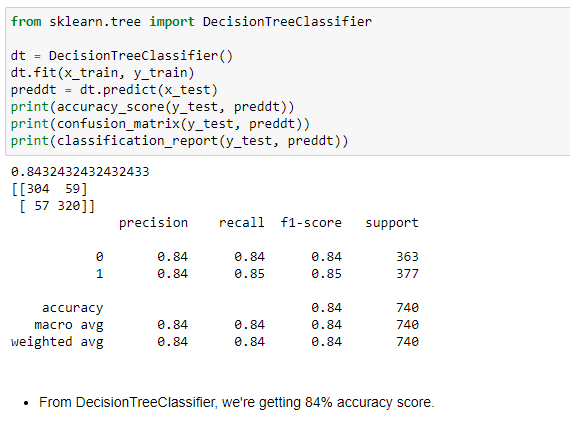 from sklearn.tree import DecisionTreeClassifier
dt = DecisionTreeClassifier()
dt.fit(x_train, y_train)
preddt = dt.predict(x_test)
print(accuracy_score(y_test, preddt))
print(confusion_matrix(y_test, preddt))
print(classification_report(y_test, preddt))
0.8432432432432433
[[304  59]
 [ 57 320]]
              precision    recall  f1-score   support
           0       0.84      0.84      0.84       363
           1       0.84      0.85      0.85       377
    accuracy                           0.84       740
   macro avg       0.84      0.84      0.84       740
weighted avg       0.84      0.84      0.84       740
• From DecisionTreeClassifier, we're getting 84% accuracy score.